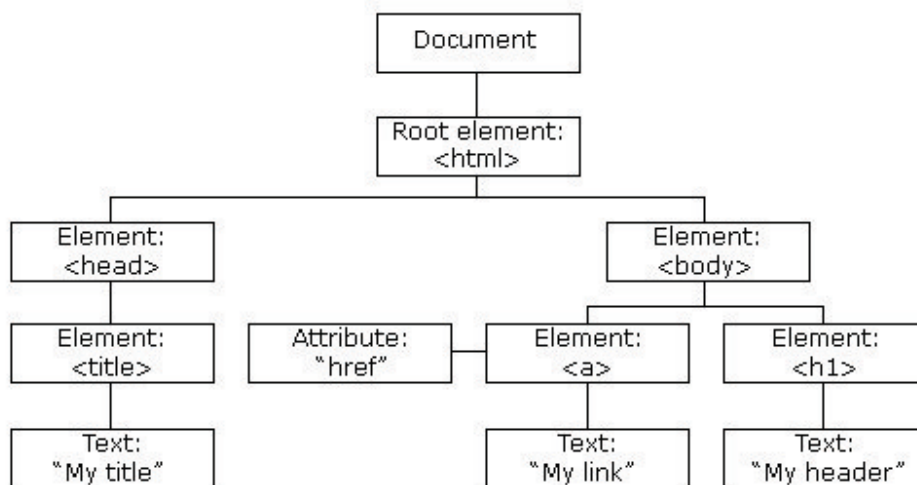 Document
Root element:
<html>
Element:
<head>
Element:
<body>
Element:
<title>
Attribute:
“href”
Element:
<a>
Element:
<h1>
Text:
“My title”
Text:
“My link”
Text:
“My header”